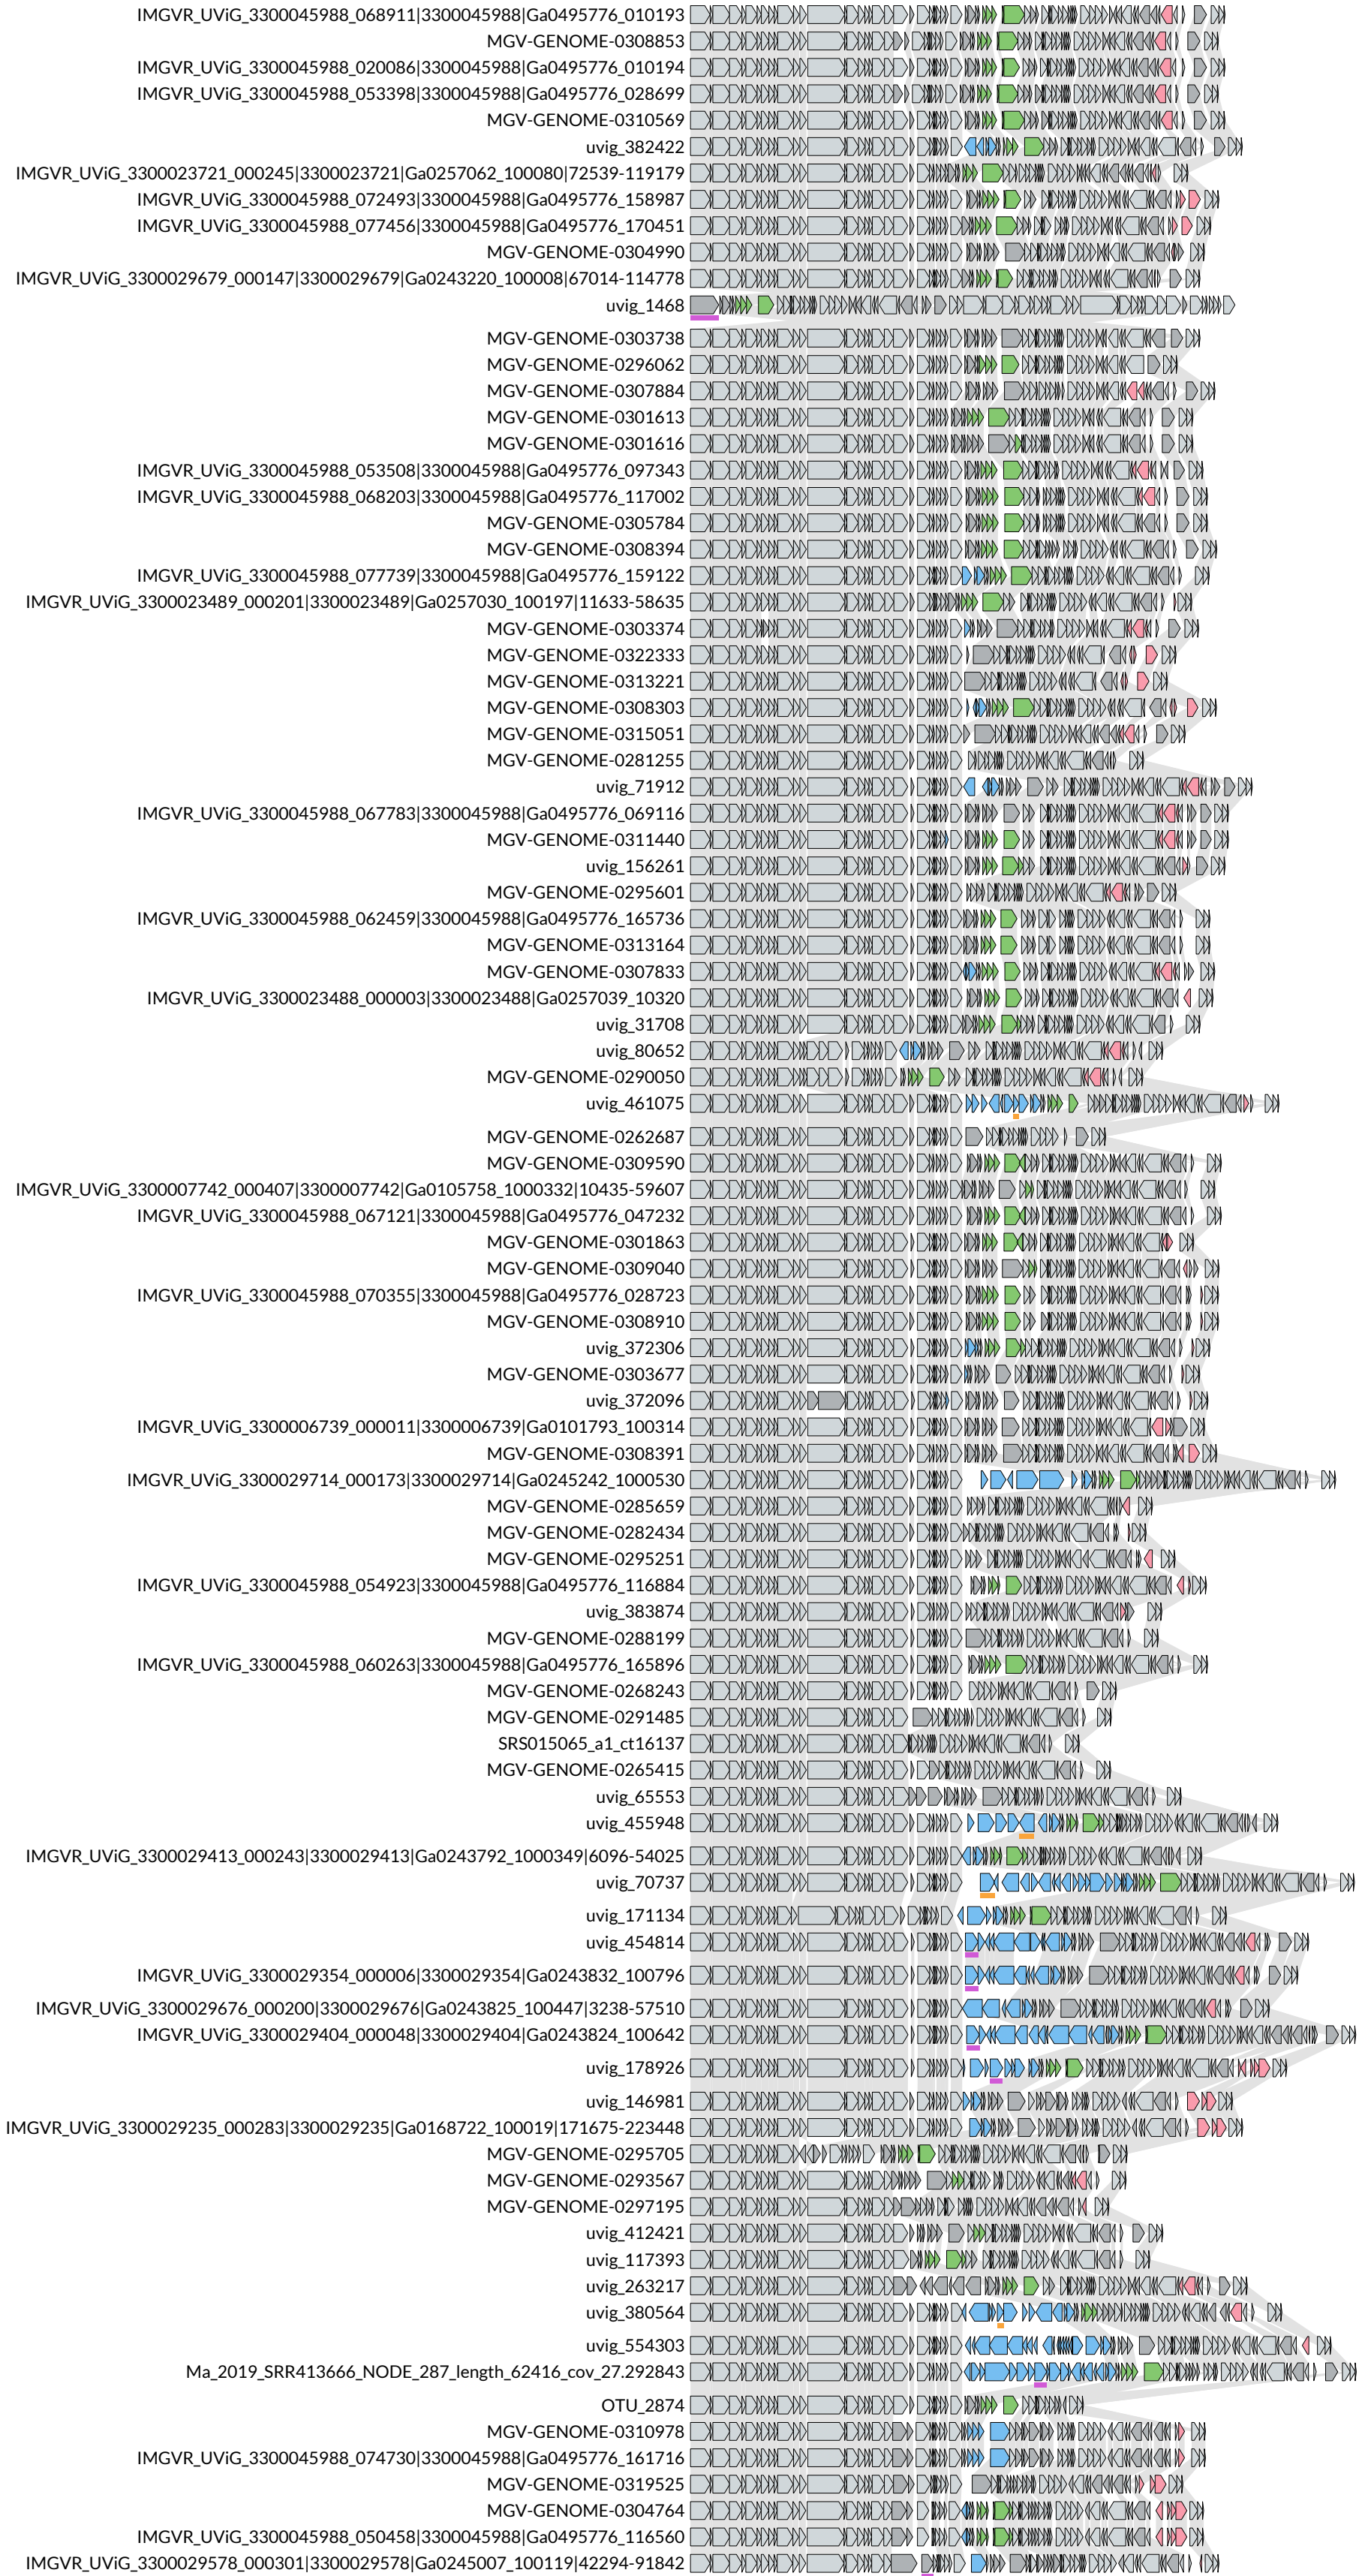 IMGVR_UViG_3300045988_068911|3300045988|Ga0495776_010193
MGV-GENOME-0308853
IMGVR_UViG_3300045988_020086|3300045988|Ga0495776_010194
IMGVR_UViG_3300045988_053398|3300045988|Ga0495776_028699
MGV-GENOME-0310569
uvig_382422
IMGVR_UViG_3300023721_000245|3300023721|Ga0257062_100080|72539-119179
IMGVR_UViG_3300045988_072493|3300045988|Ga0495776_158987
IMGVR_UViG_3300045988_077456|3300045988|Ga0495776_170451
MGV-GENOME-0304990
IMGVR_UViG_3300029679_000147|3300029679|Ga0243220_100008|67014-114778
uvig_1468
MGV-GENOME-0303738
MGV-GENOME-0296062
MGV-GENOME-0307884
MGV-GENOME-0301613
MGV-GENOME-0301616
IMGVR_UViG_3300045988_053508|3300045988|Ga0495776_097343
IMGVR_UViG_3300045988_068203|3300045988|Ga0495776_117002
MGV-GENOME-0305784
MGV-GENOME-0308394
IMGVR_UViG_3300045988_077739|3300045988|Ga0495776_159122
IMGVR_UViG_3300023489_000201|3300023489|Ga0257030_100197|11633-58635
MGV-GENOME-0303374
MGV-GENOME-0322333
MGV-GENOME-0313221
MGV-GENOME-0308303
MGV-GENOME-0315051
MGV-GENOME-0281255
uvig_71912
IMGVR_UViG_3300045988_067783|3300045988|Ga0495776_069116
MGV-GENOME-0311440
uvig_156261
MGV-GENOME-0295601
IMGVR_UViG_3300045988_062459|3300045988|Ga0495776_165736
MGV-GENOME-0313164
MGV-GENOME-0307833
IMGVR_UViG_3300023488_000003|3300023488|Ga0257039_10320
uvig_31708
uvig_80652
MGV-GENOME-0290050
uvig_461075
MGV-GENOME-0262687
MGV-GENOME-0309590
IMGVR_UViG_3300007742_000407|3300007742|Ga0105758_1000332|10435-59607
IMGVR_UViG_3300045988_067121|3300045988|Ga0495776_047232
MGV-GENOME-0301863
MGV-GENOME-0309040
IMGVR_UViG_3300045988_070355|3300045988|Ga0495776_028723
MGV-GENOME-0308910
uvig_372306
MGV-GENOME-0303677
uvig_372096
IMGVR_UViG_3300006739_000011|3300006739|Ga0101793_100314
MGV-GENOME-0308391
IMGVR_UViG_3300029714_000173|3300029714|Ga0245242_1000530
MGV-GENOME-0285659
MGV-GENOME-0282434
MGV-GENOME-0295251
IMGVR_UViG_3300045988_054923|3300045988|Ga0495776_116884
uvig_383874
MGV-GENOME-0288199
IMGVR_UViG_3300045988_060263|3300045988|Ga0495776_165896
MGV-GENOME-0268243
MGV-GENOME-0291485
SRS015065_a1_ct16137
MGV-GENOME-0265415
uvig_65553
uvig_455948
IMGVR_UViG_3300029413_000243|3300029413|Ga0243792_1000349|6096-54025
uvig_70737
uvig_171134
uvig_454814
IMGVR_UViG_3300029354_000006|3300029354|Ga0243832_100796
IMGVR_UViG_3300029676_000200|3300029676|Ga0243825_100447|3238-57510
IMGVR_UViG_3300029404_000048|3300029404|Ga0243824_100642
uvig_178926
uvig_146981
IMGVR_UViG_3300029235_000283|3300029235|Ga0168722_100019|171675-223448
MGV-GENOME-0295705
MGV-GENOME-0293567
MGV-GENOME-0297195
uvig_412421
uvig_117393
uvig_263217
uvig_380564
uvig_554303
Ma_2019_SRR413666_NODE_287_length_62416_cov_27.292843
OTU_2874
MGV-GENOME-0310978
IMGVR_UViG_3300045988_074730|3300045988|Ga0495776_161716
MGV-GENOME-0319525
MGV-GENOME-0304764
IMGVR_UViG_3300045988_050458|3300045988|Ga0495776_116560
IMGVR_UViG_3300029578_000301|3300029578|Ga0245007_100119|42294-91842